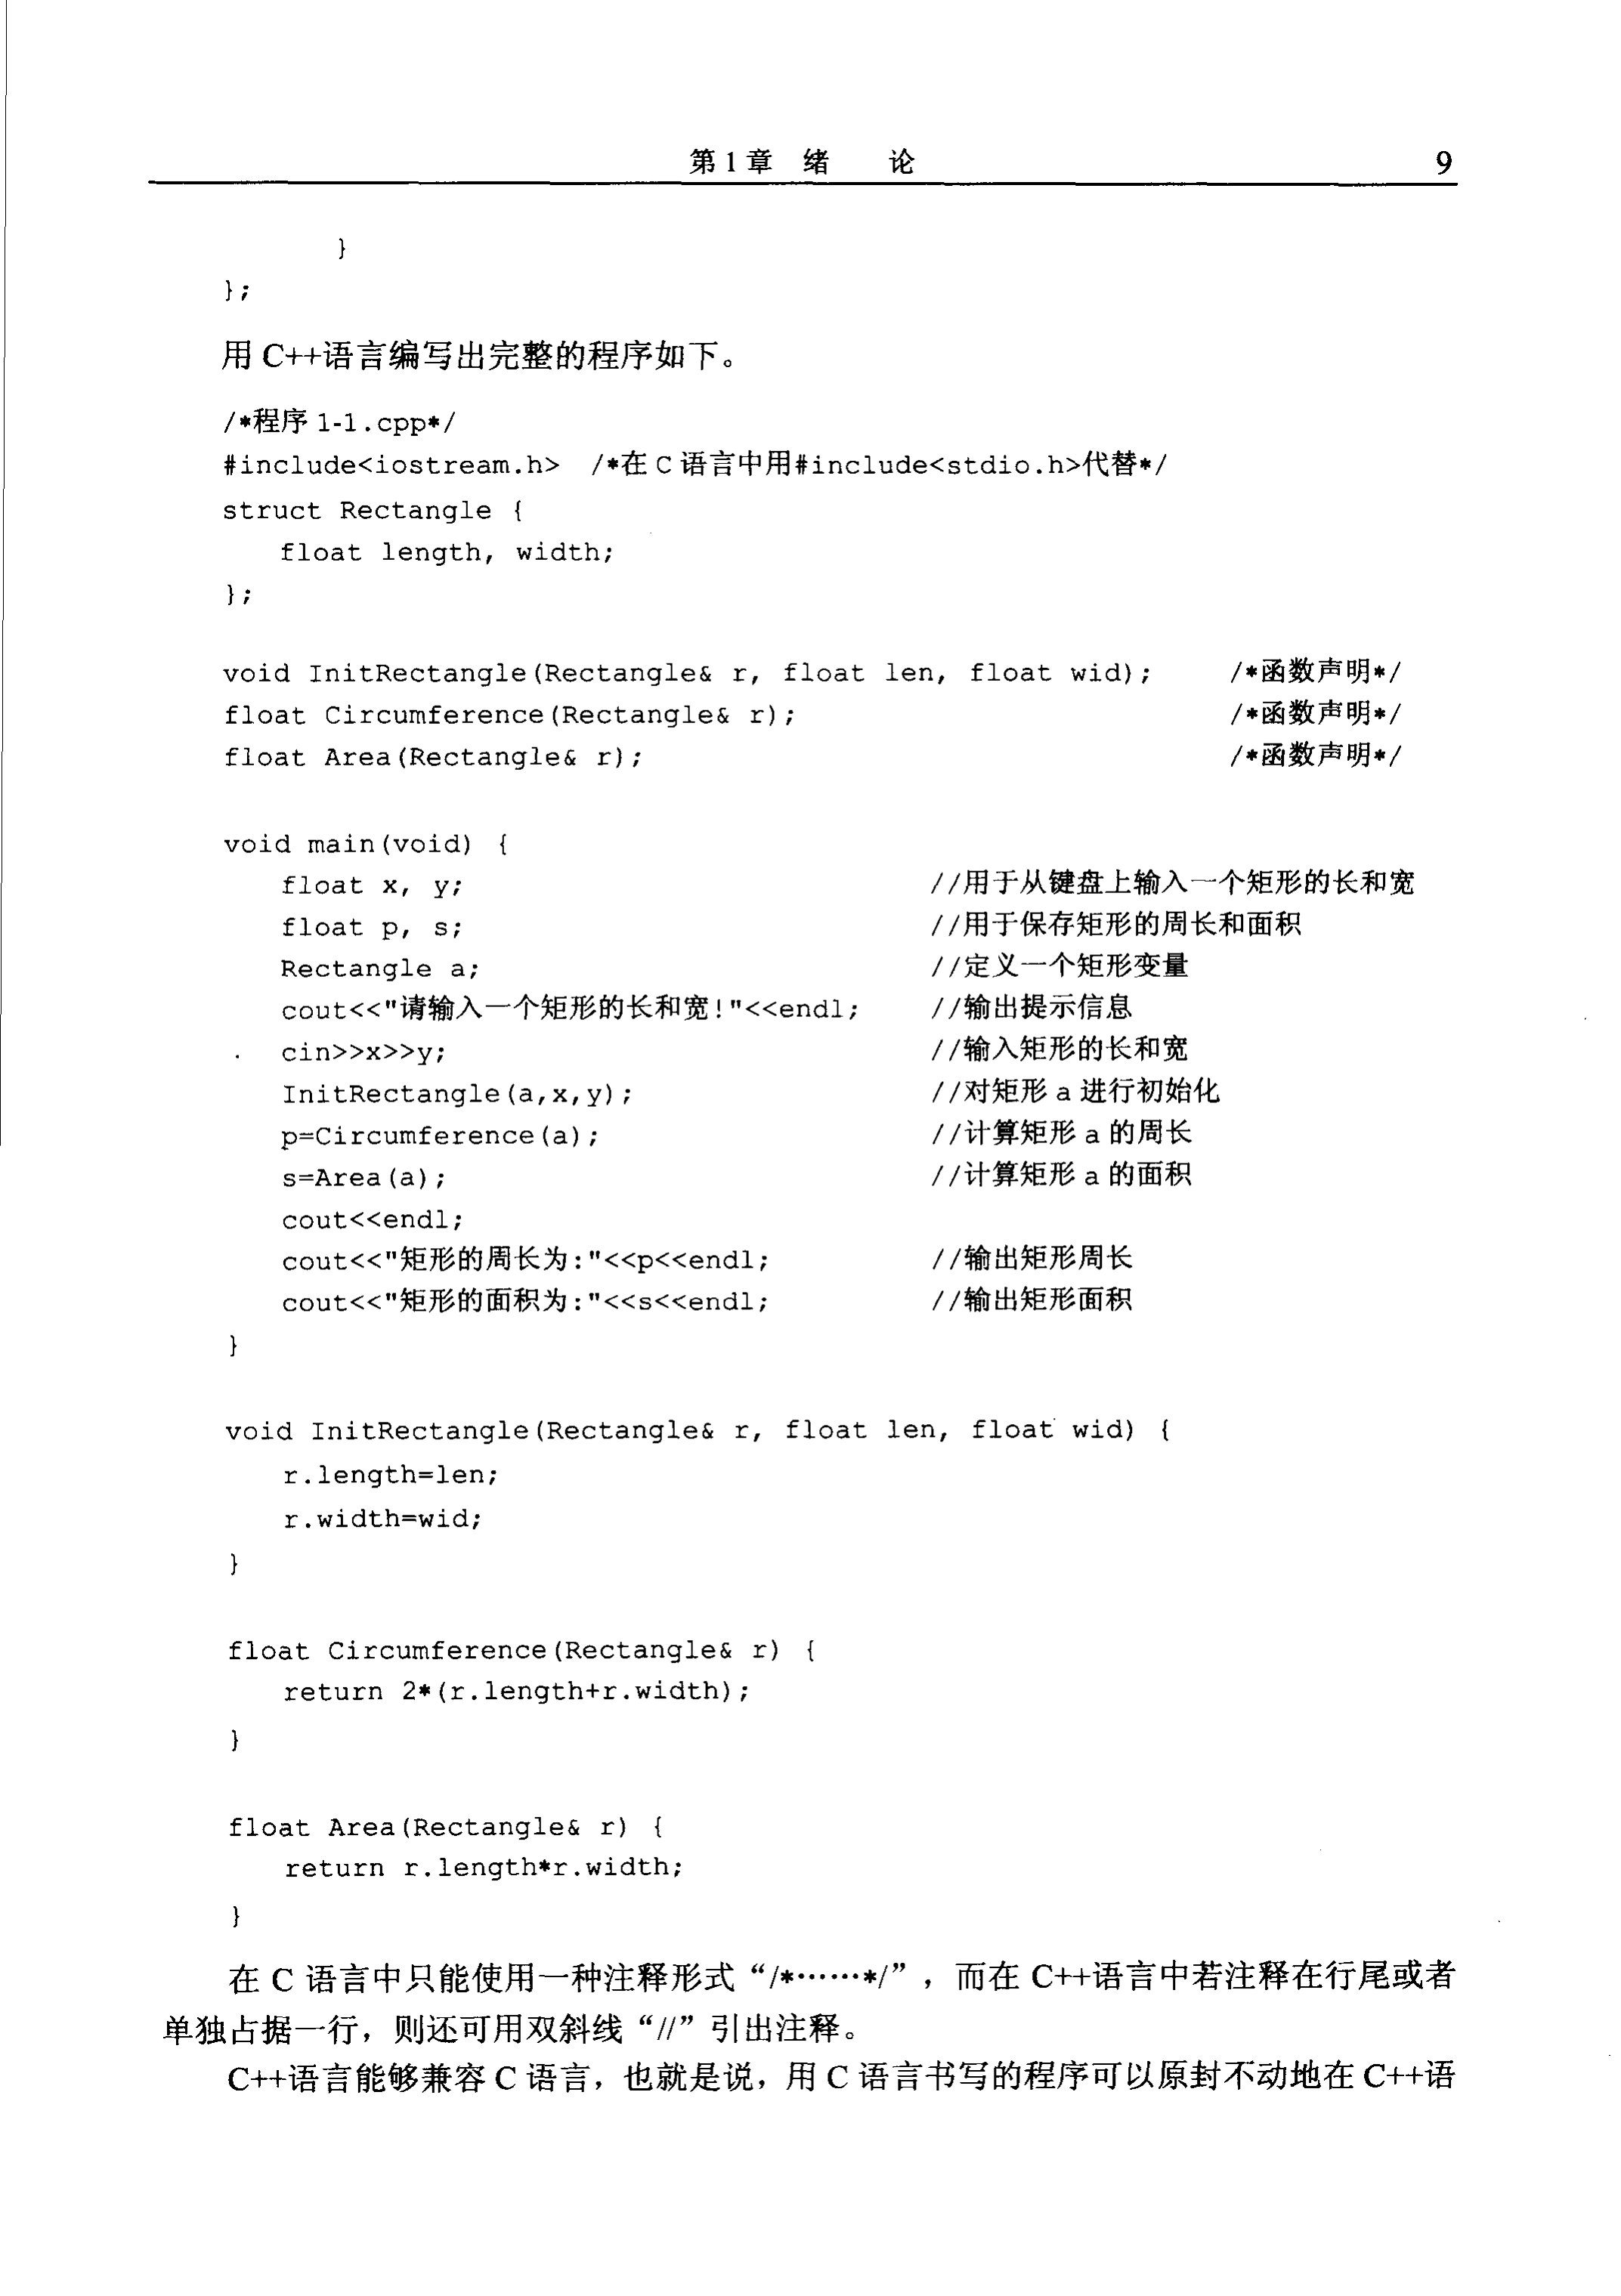 第 1 章 绪 论 9
}
};
用 C++语言编写出完整的程序如下。
/*程序 1-1.cpp*/
#include<iostream.h> /*在 C 语言中用#include<stdio.h>代替*/
struct Rectangle {
float length, width;
};
void InitRectangle(Rectangle& r, float len, float wid); /*函数声明*/
float Circumference(Rectangle& r); /*函数声明*/
float Area(Rectangle& r); /*函数声明*/
void main(void) {
float x, y; //用于从键盘上输入一个矩形的长和宽
float p, s; //用于保存矩形的周长和面积
Rectangle a; //定义一个矩形变量
cout<<"请输入一个矩形的长和宽!"<<endl; //输出提示信息
cin>>x>>y; //输入矩形的长和宽
InitRectangle(a,x,y); //对矩形 a 进行初始化
p=Circumference(a); //计算矩形 a 的周长
s=Area(a); //计算矩形 a 的面积
cout<<endl;
cout<<"矩形的周长为:"<<p<<endl; //输出矩形周长
cout<<"矩形的面积为:"<<s<<endl; //输出矩形面积
}
void InitRectangle(Rectangle& r, float len, float wid) {
r.length=len;
r.width=wid;
}
float Circumference(Rectangle& r) {
return 2*(r.length+r.width);
}
float Area(Rectangle& r) {
return r.length*r.width;
}
在 C 语言中只能使用一种注释形式“/*……*/”，而在 C++语言中若注释在行尾或者
单独占据一行，则还可用双斜线“//”引出注释。
C++语言能够兼容 C 语言，也就是说，用 C 语言书写的程序可以原封不动地在 C++语